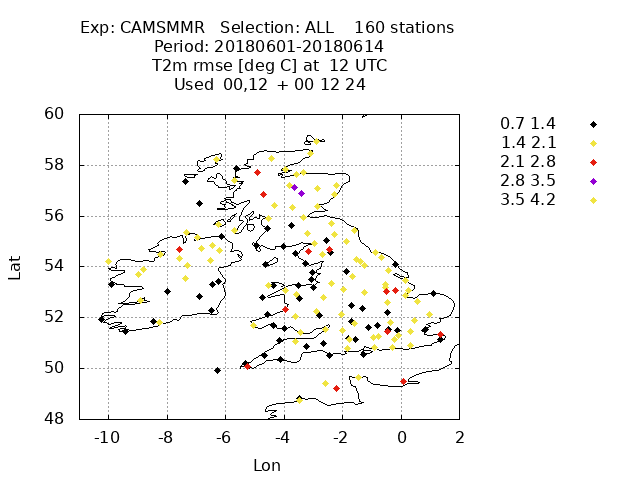 Exp: CAMSMMR   Selection: ALL    160 stations
Period: 20180601-20180614
T2m rmse [deg C] at  12 UTC
Used  00,12  + 00 12 24
60
58
56
54
52
50
48
Lat
-10 -8 -6 -4 -2 0 2
Lon
0.7 1.4
1.4 2.1
2.1 2.8
2.8 3.5
3.5 4.2